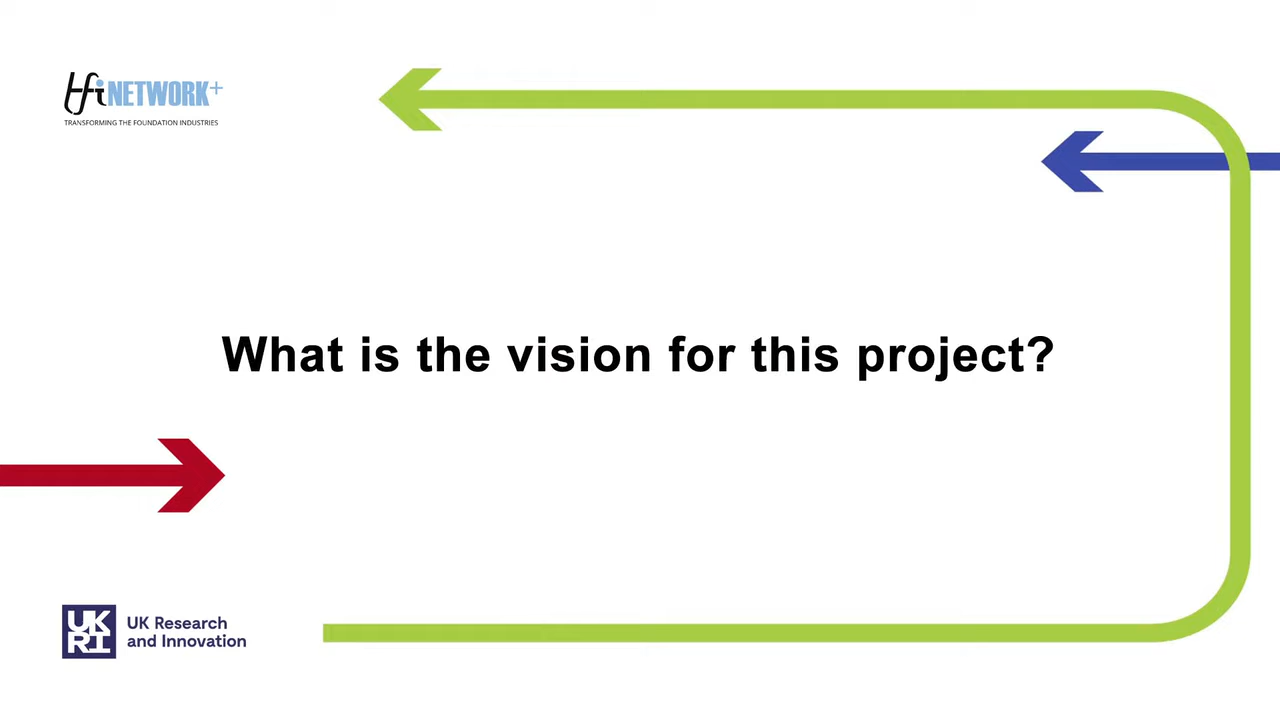 tfi NETWORK+
TRANSFORMING THE FOUNDATION INDUSTRIES
What is the vision for this project?
UK
RI
UK Research
and Innovation